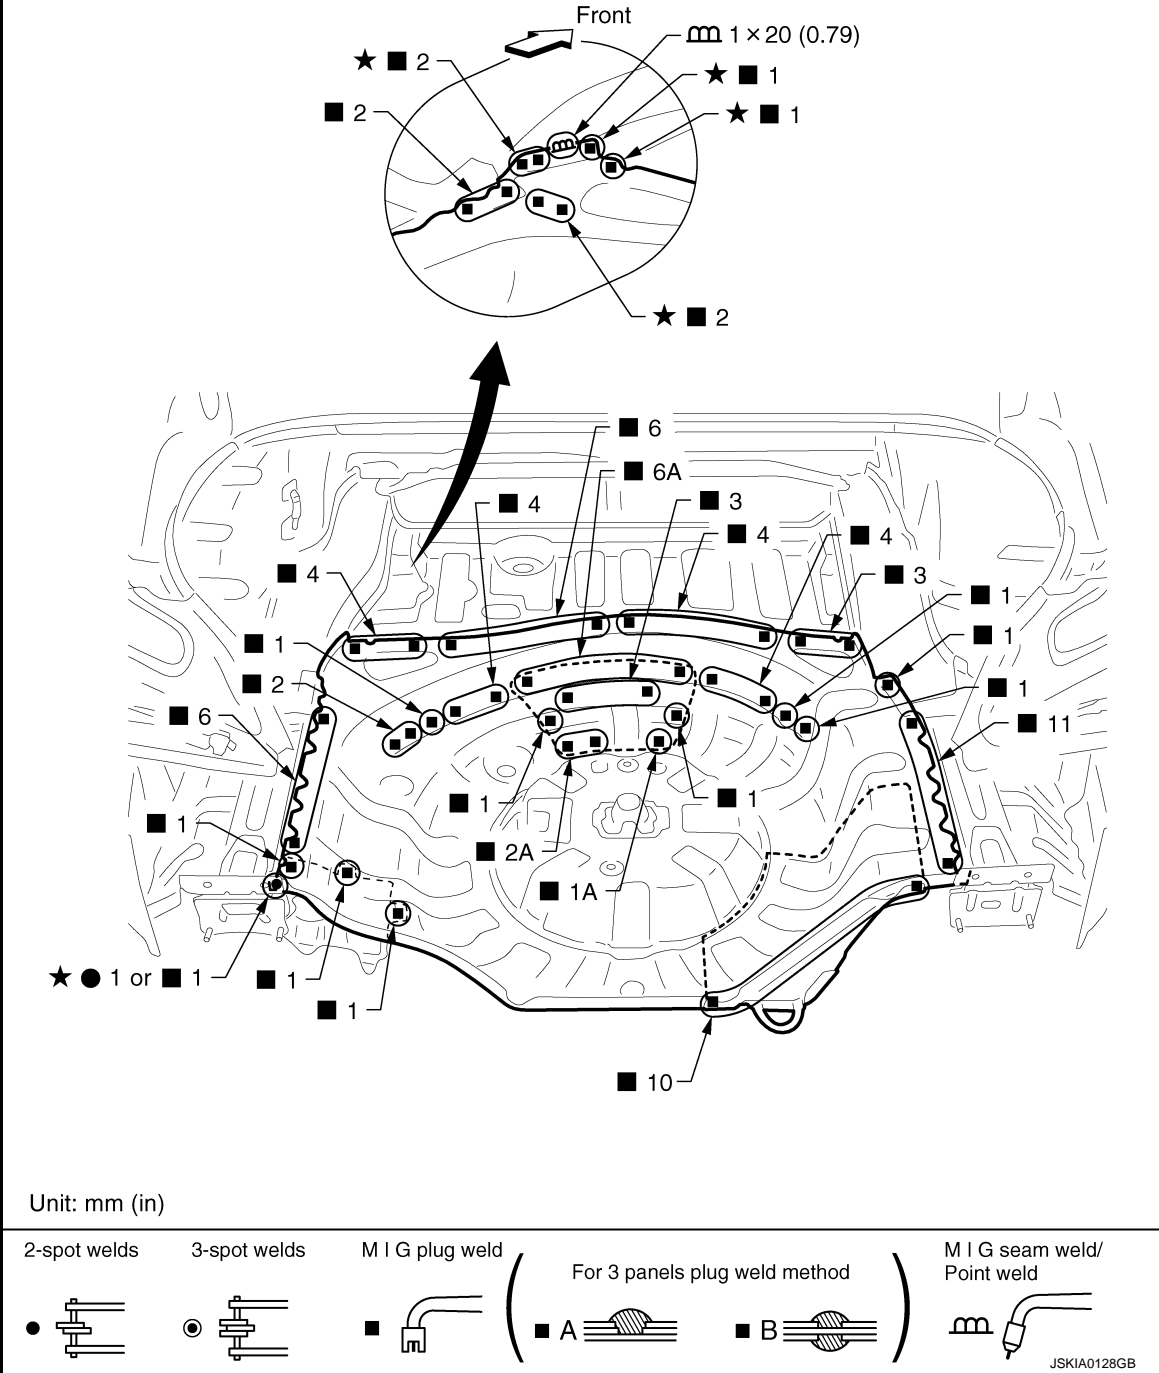 Front
1×20 (0.79)
★ ■ 2
★ ■ 1
■ 2
★ ■ 1
★ ■ 2
■ 6
■ 6A
■ 4
■ 3
■ 4
■ 4
■ 4
■ 3
■ 1
■ 1
■ 1
■ 2
■ 1
■ 6
■ 11
■ 1
■ 1
■ 1
■ 2A
■ 1A
★ ● 1 or ■ 1
■ 1
■ 1
■ 10
Unit: mm (in)
2-spot welds
3-spot welds
M I G plug weld
For 3 panels plug weld method
■ A
■ B
M I G seam weld/
Point weld
JSKIA0128GB